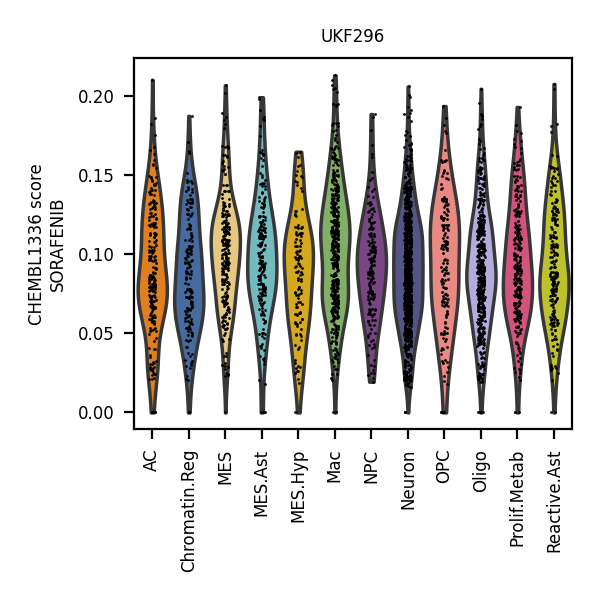 UKF296
CHEMBL1336 score
SORAFENIB
0.20
0.15
0.10
0.05
0.00
AC
Chromatin.Reg
MES
MES.Ast
MES.Hyp
Mac
NPC
Neuron
OPC
Oligo
Prolif.Metab
Reactive.Ast